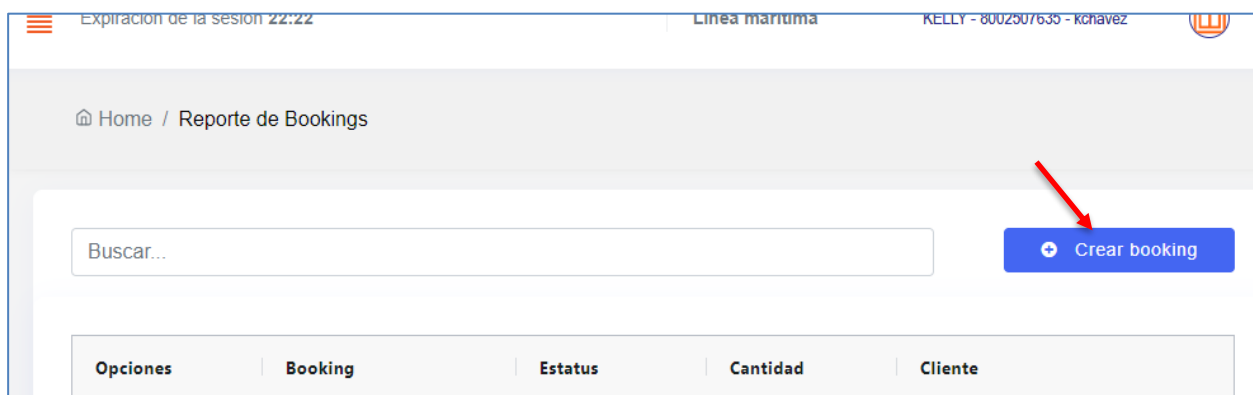 Expiración de la sesión 22:22 Línea marítima KELLY - 8002507635 - kchavez
Home / Reporte de Bookings
Buscar...
Crear booking
Opciones Booking Estatus Cantidad Cliente